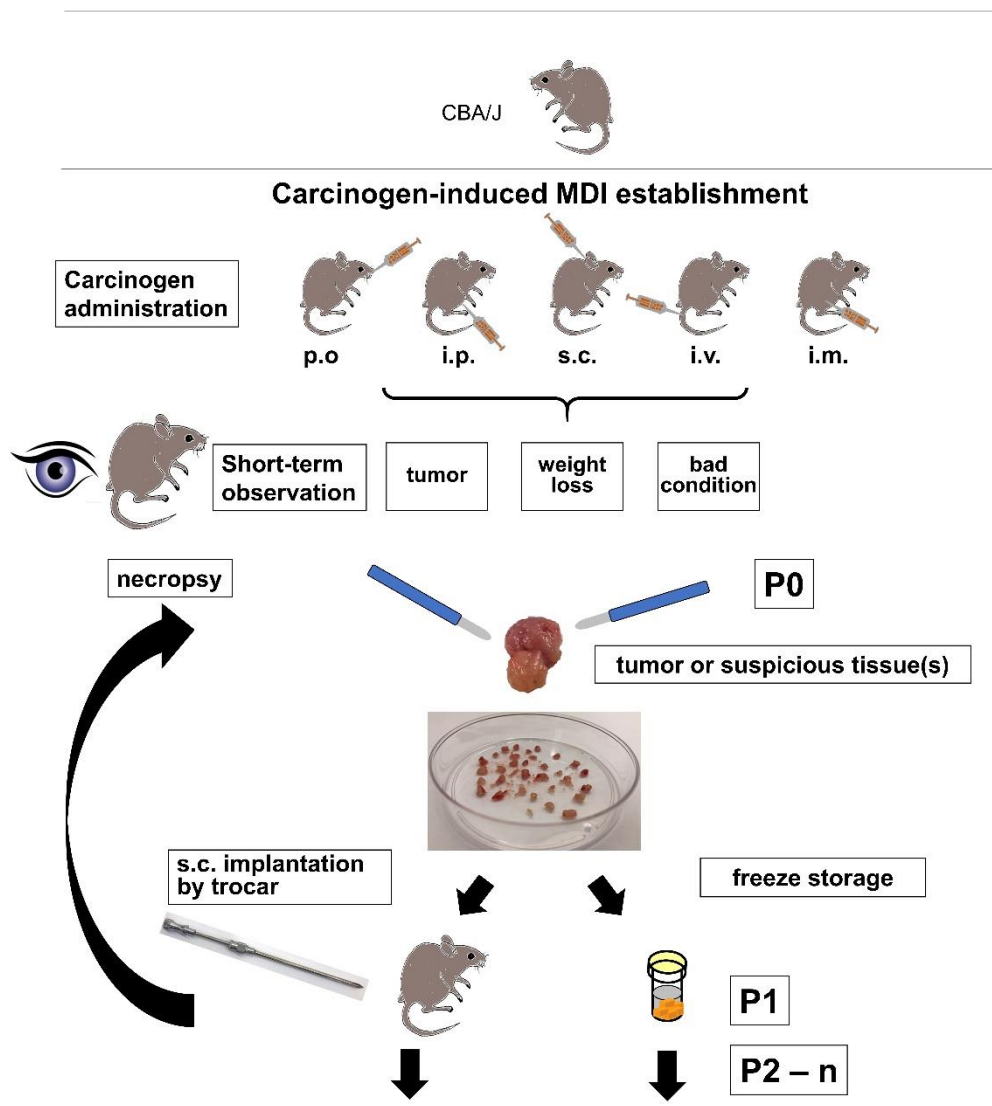 CBA/J
Carcinogen-induced MDI establishment
Carcinogen
administration
p.o
i.p.
s.c.
i.v.
i.m.
Short-term
observation
tumor
weight
loss
bad
condition
necropsy
P0
tumor or suspicious tissue(s)
s.c. implantation
by trocar
freeze storage
P1
P2 – n